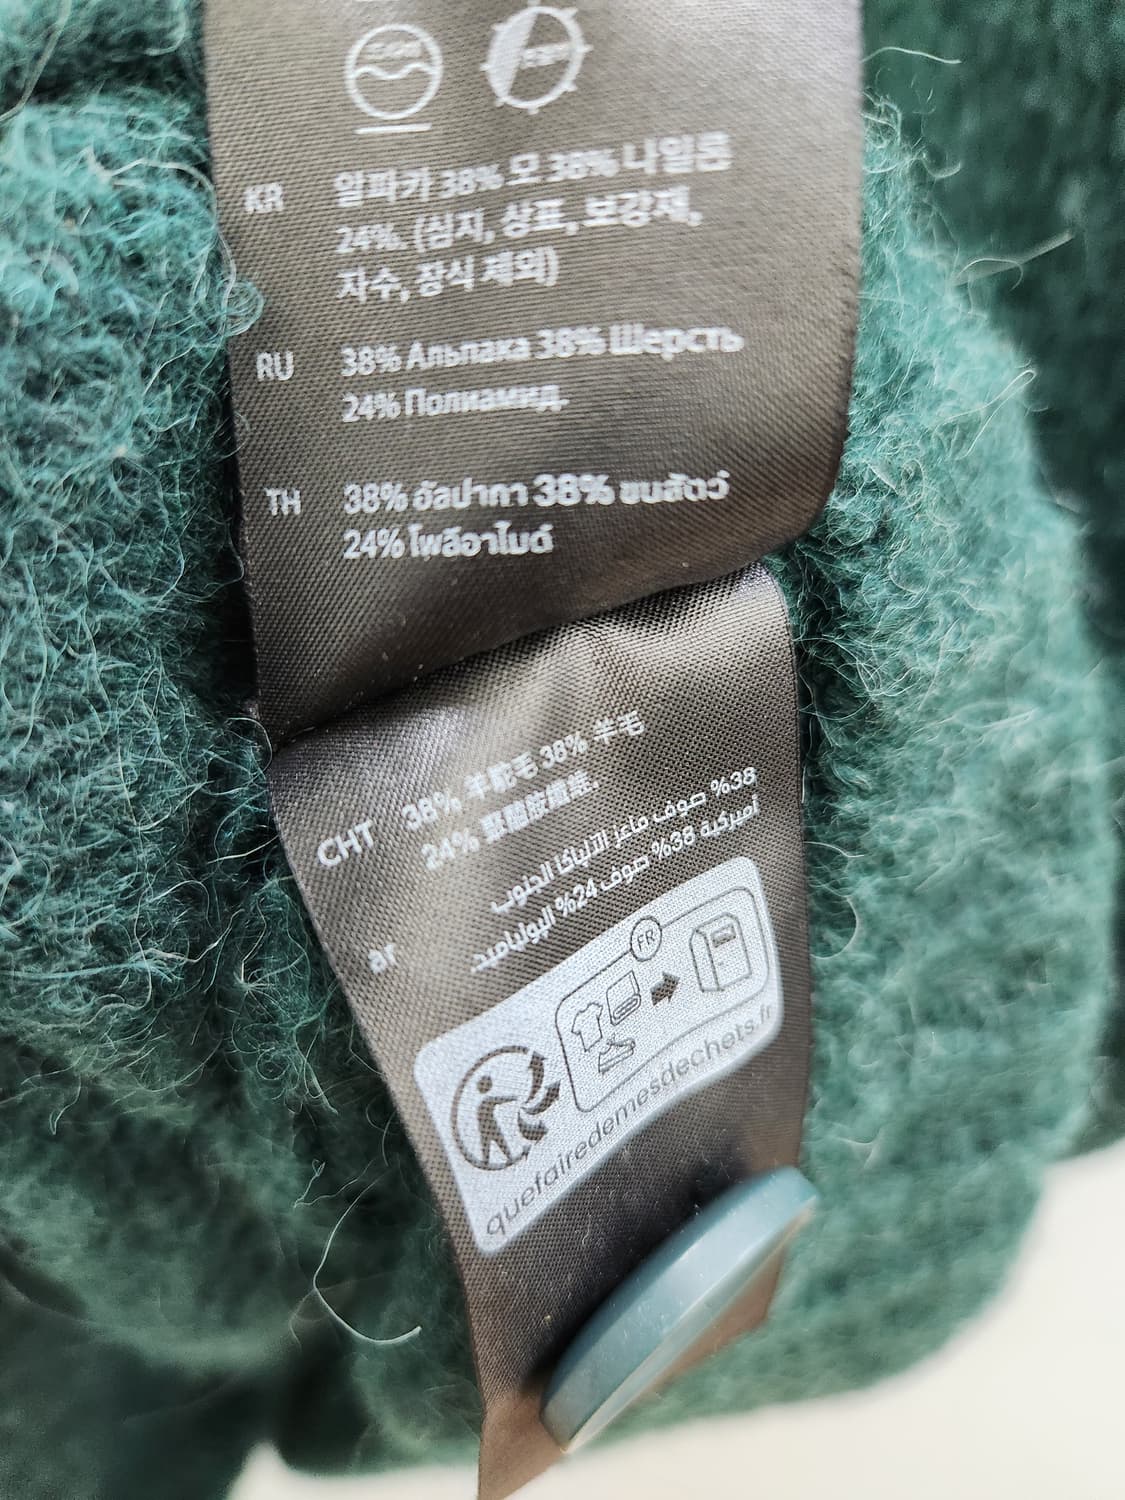 KR 알파카 38% 모 38% 나일론
24%. (심지, 상표, 보강재,
자수, 장식 제외)
RU 38% Альпака 38% Шерсть
24% Полиамид.
TH 38% อัลปากา 38% ขนสัตว์
24% โพลีอาไมด์
CHT 38% 羊駝毛 38% 羊毛
24% 聚醯胺纖維.
ar %38 صوف ماعز الألباكا الجنوب
أميركية 38% صوف 24% البولياميد
FR
quefairedemesdechets.fr